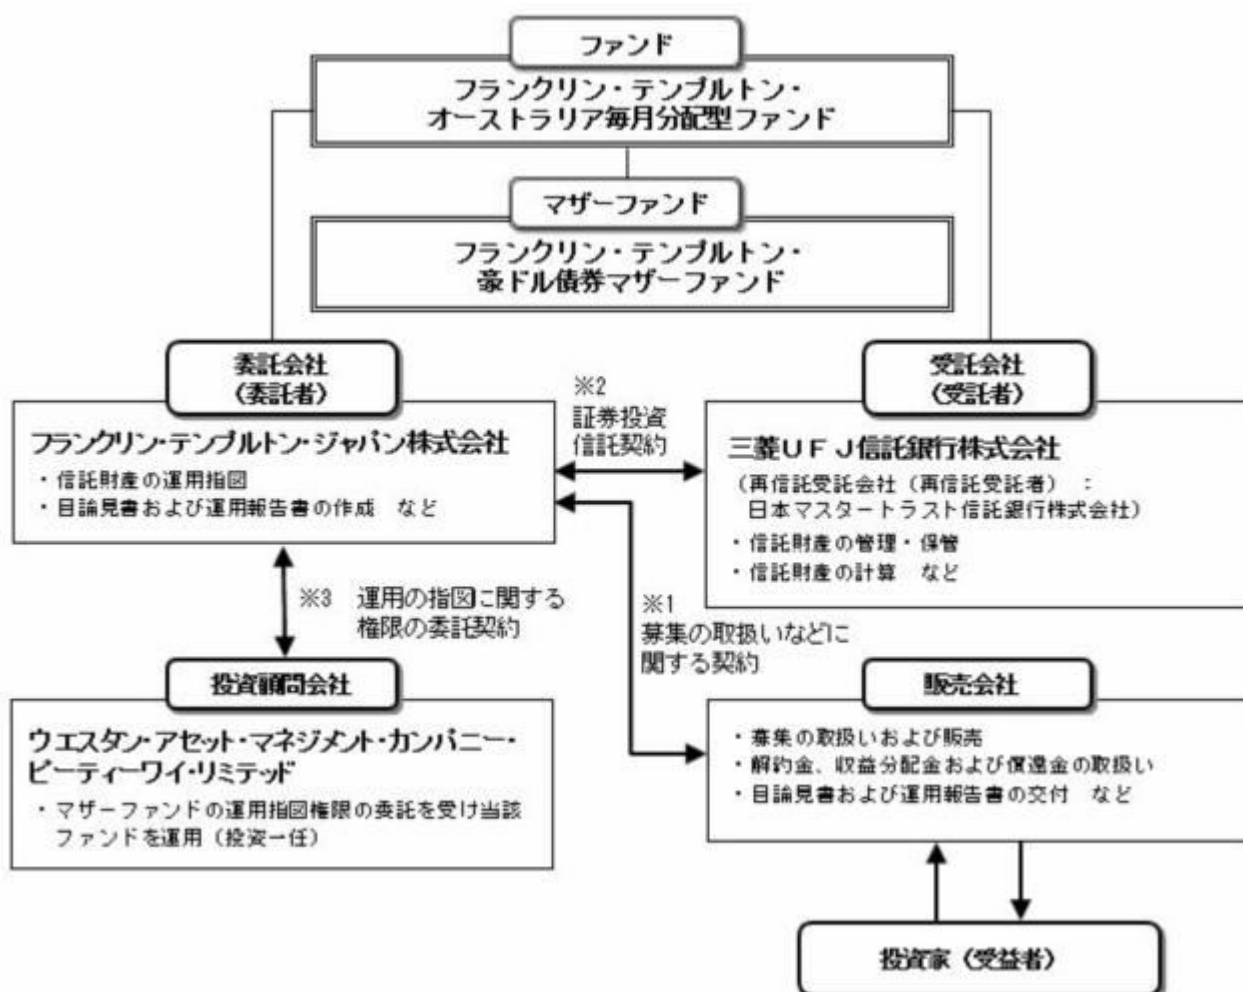 ファンド
フランクリン・テンプルトン・
オーストラリア毎月分配型ファンド
マザーファンド
フランクリン・テンプルトン・
豪ドル債券マザーファンド
委託会社
（委託者）
フランクリン・テンプルトン・ジャパン株式会社
・信託財産の運用指図
・目論見書および運用報告書の作成　など
※2
証券投資
信託契約
受託会社
（受託者）
三菱ＵＦＪ信託銀行株式会社
（再信託受託会社（再信託受託者）：
日本マスタートラスト信託銀行株式会社）
・信託財産の管理・保管
・信託財産の計算　など
※3　運用の指図に関する
権限の委託契約
※1
募集の取扱いなどに
関する契約
投資顧問会社
ウエスタン・アセット・マネジメント・カンパニー・
ピーティーワイ・リミテッド
・マザーファンドの運用指図権限の委託を受け当該
ファンドを運用（投資一任）
販売会社
・募集の取扱いおよび販売
・解約金、収益分配金および償還金の取扱い
・目論見書および運用報告書の交付　など
投資家（受益者）